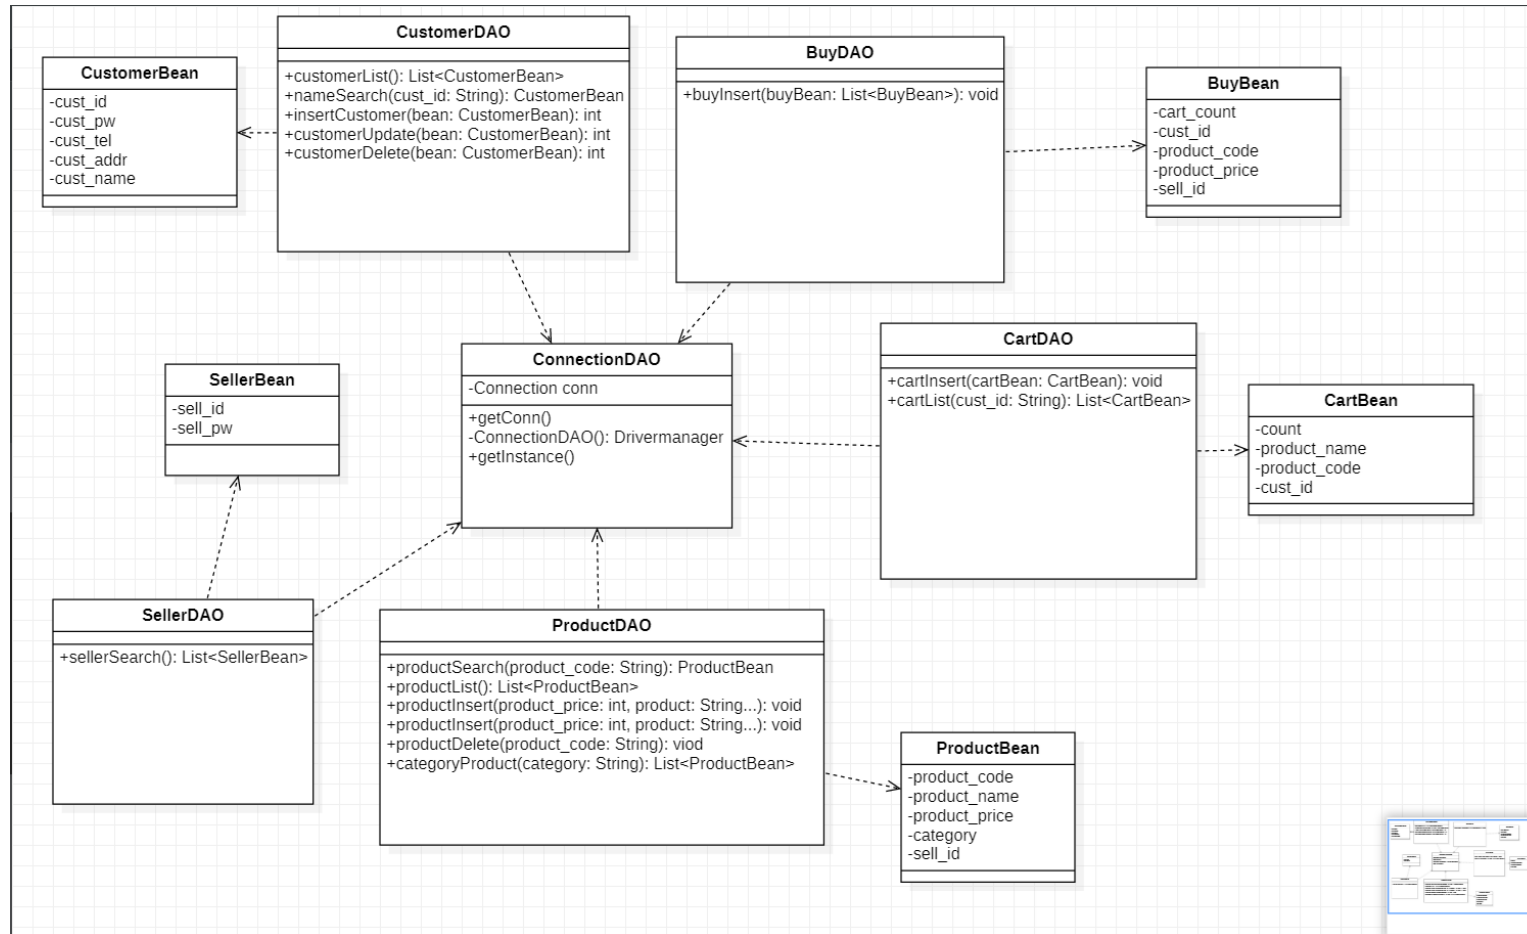 CustomerDAO
+customerList(): List<CustomerBean>
+nameSearch(cust_id: String): CustomerBean
+insertCustomer(bean: CustomerBean): int
+customerUpdate(bean: CustomerBean): int
+customerDelete(bean: CustomerBean): int
CustomerBean
-cust_id
-cust_pw
-cust_tel
-cust_addr
-cust_name
BuyDAO
+buyInsert(buyBean: List<BuyBean>): void
BuyBean
-cart_count
-cust_id
-product_code
-product_price
-sell_id
ConnectionDAO
-Connection conn
+getConn()
-ConnectionDAO(): Drivermanager
+getInstance()
SellerBean
-sell_id
-sell_pw
CartDAO
+cartInsert(cartBean: CartBean): void
+cartList(cust_id: String): List<CartBean>
CartBean
-count
-product_name
-product_code
-cust_id
SellerDAO
+sellerSearch(): List<SellerBean>
ProductDAO
+productSearch(product_code: String): ProductBean
+productList(): List<ProductBean>
+productInsert(product_price: int, product: String...): void
+productInsert(product_price: int, product: String...): void
+productDelete(product_code: String): viod
+categoryProduct(category: String): List<ProductBean>
ProductBean
-product_code
-product_name
-product_price
-category
-sell_id